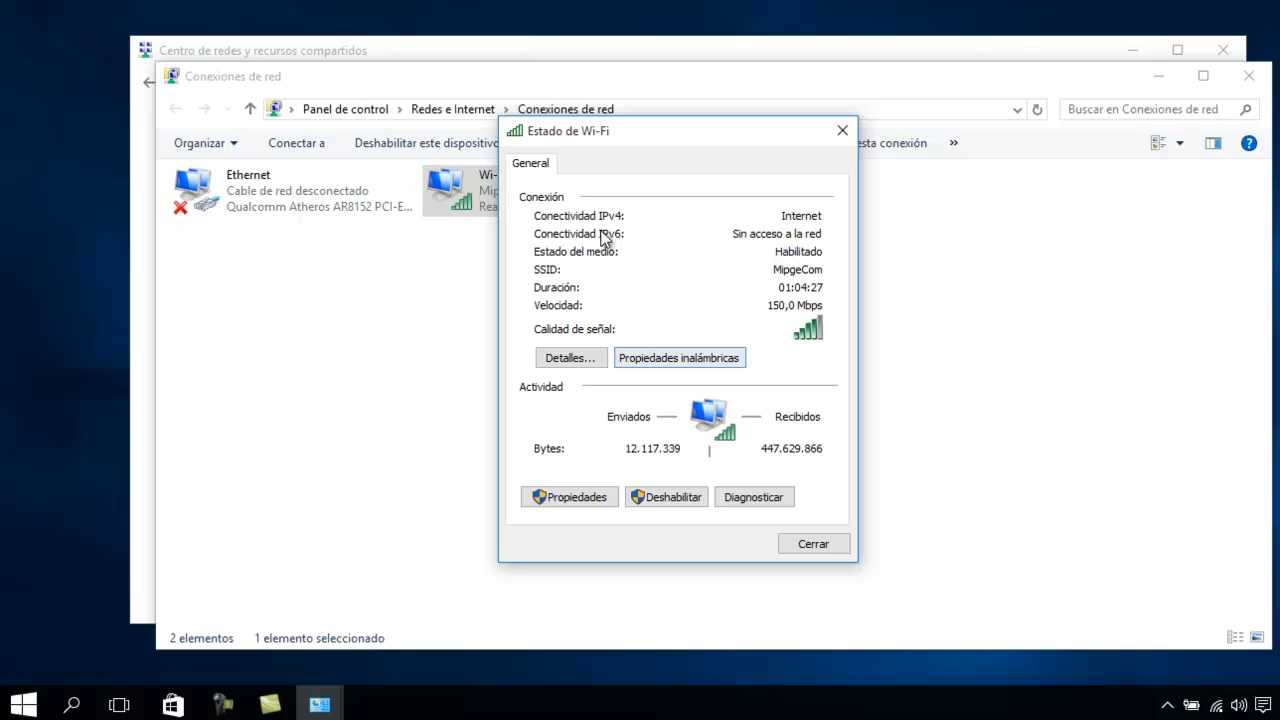 Centro de redes y recursos compartidos
Conexiones de red
Panel de control
Redes e Internet
Conexiones de red
Buscar en Conexiones de red
Organizar
Conectar a
Deshabilitar este dispositivo
esta conexión
»
Ethernet
Cable de red desconectado
Qualcomm Atheros AR8152 PCI-E...
Wi-
Mip
Rea
Estado de Wi-Fi
General
Conexión
Conectividad IPv4: Internet
Conectividad IPv6: Sin acceso a la red
Estado del medio: Habilitado
SSID: MipgeCom
Duración: 01:04:27
Velocidad: 150,0 Mbps
Calidad de señal:
Detalles... Propiedades inalámbricas
Actividad
Enviados Recibidos
Bytes: 12.117.339 447.629.866
Propiedades Deshabilitar Diagnosticar
Cerrar
2 elementos 1 elemento seleccionado